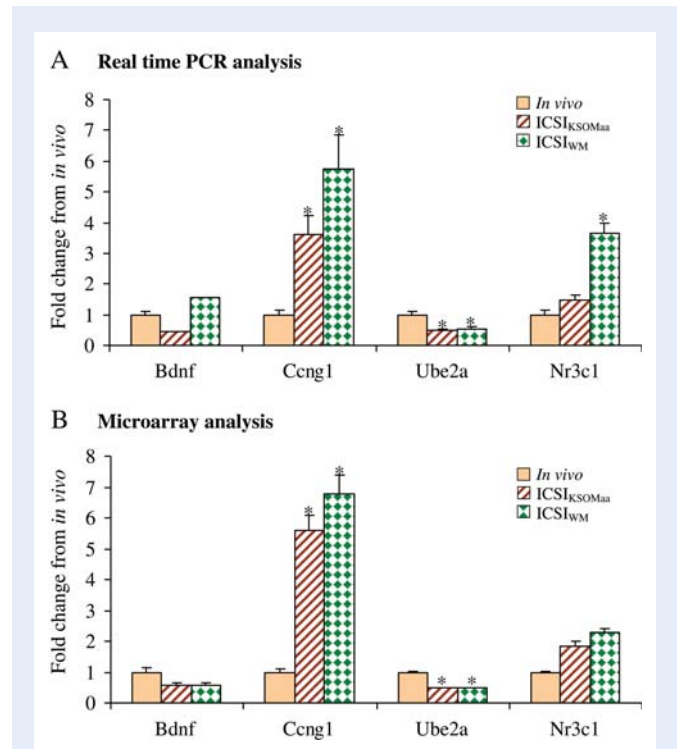 A Real time PCR analysis
8
7
6
5
4
3
2
1
0
Fold change from in vivo
In vivo
ICSIKSOMaa
ICSIWM
*
*
*
*
*
Bdnf Ccng1 Ube2a Nr3c1
B Microarray analysis
8
7
6
5
4
3
2
1
0
Fold change from in vivo
In vivo
ICSIKSOMaa
ICSIWM
*
*
*
*
Bdnf Ccng1 Ube2a Nr3c1